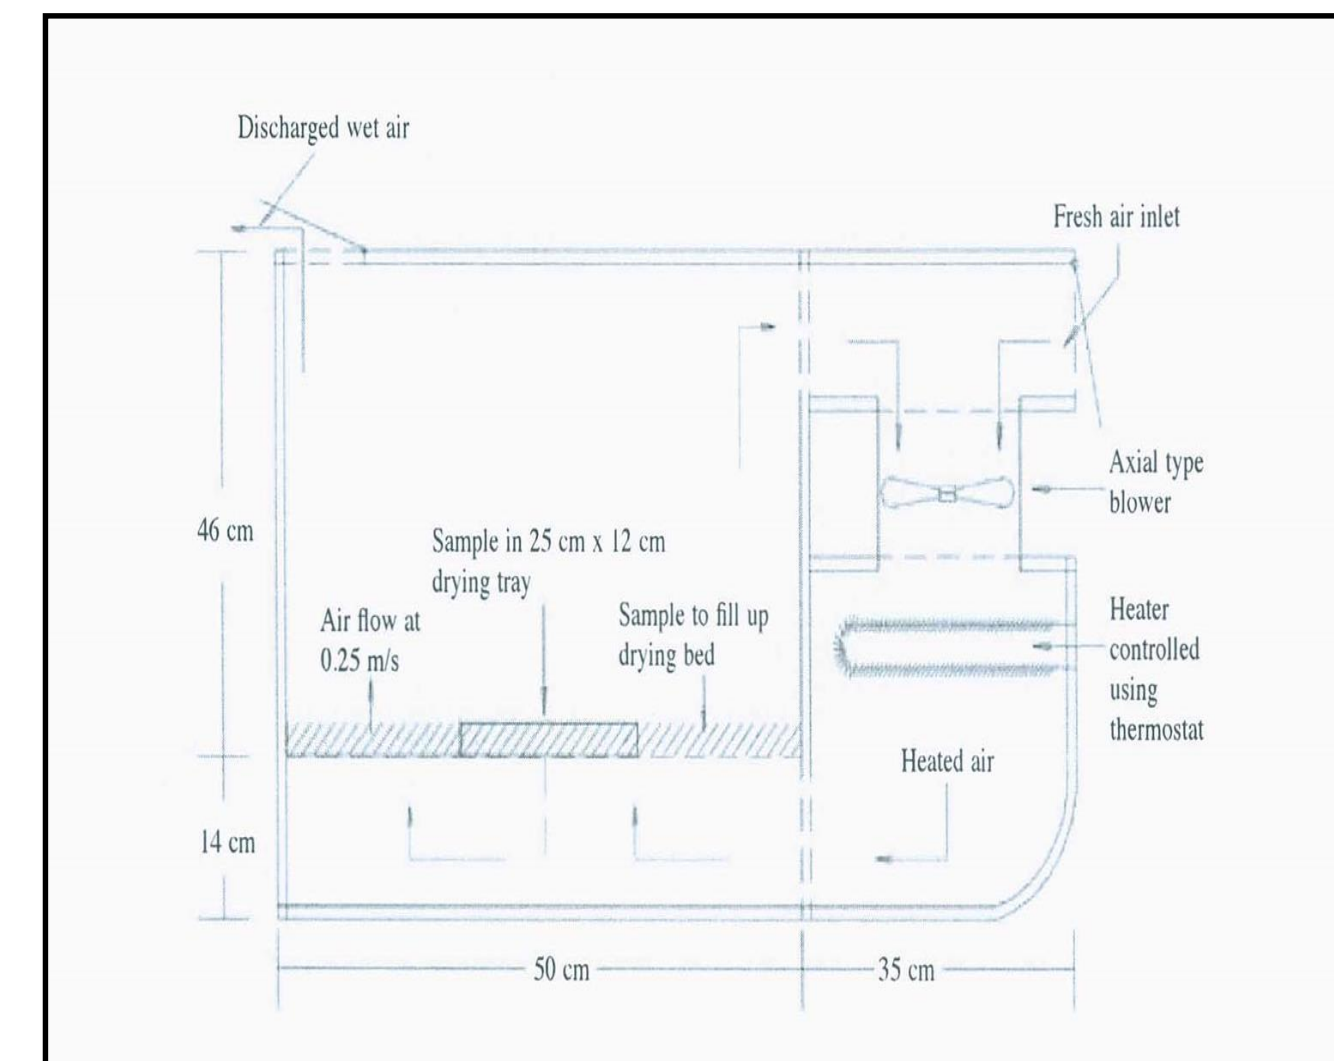 Discharged wet air
Fresh air inlet
Axial type
blower
46 cm
Sample in 25 cm x 12 cm
drying tray
Air flow at
0.25 m/s
Sample to fill up
drying bed
Heater
controlled
using
thermostat
Heated air
14 cm
50 cm
35 cm